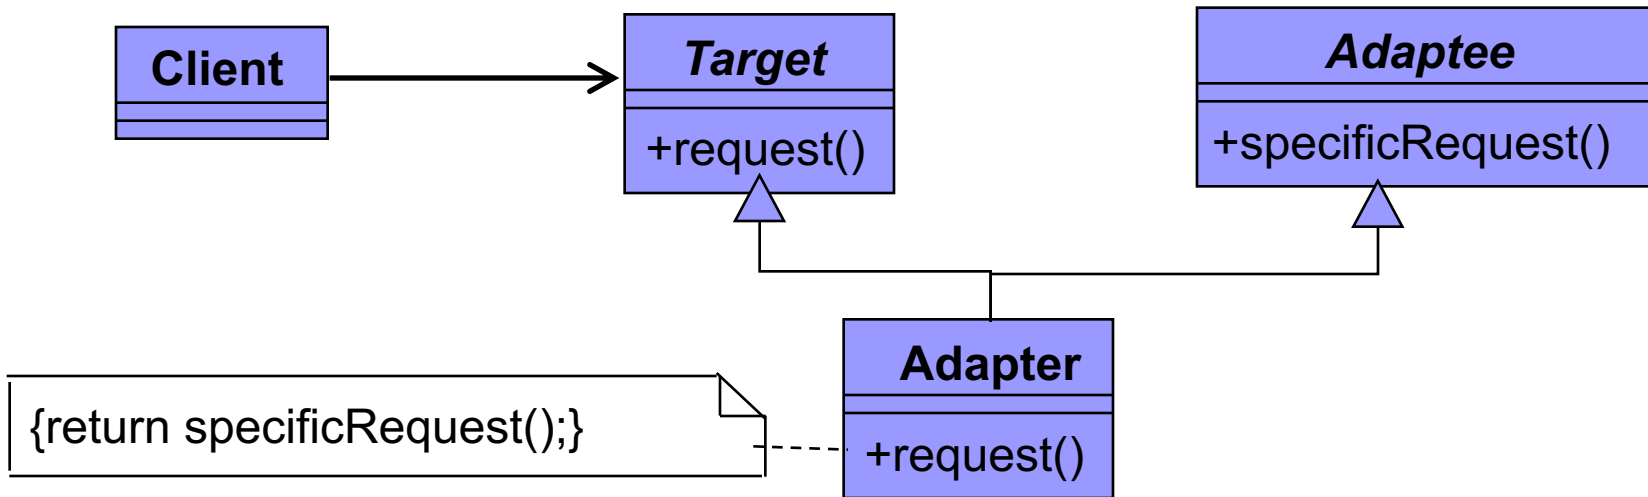 Client
Target
+request()
Adaptee
+specificRequest()
Adapter
+request()
{return specificRequest();}